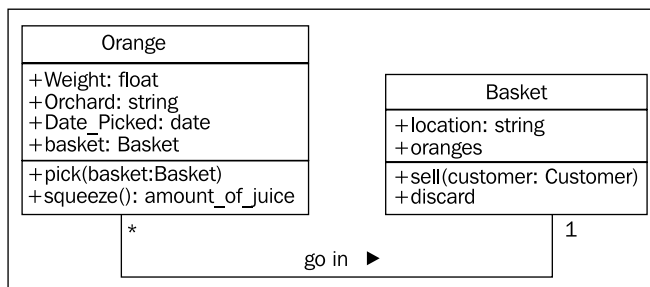 Orange
+Weight: float
+Orchard: string
+Date_Picked: date
+basket: Basket
+pick(basket:Basket)
+squeeze(): amount_of_juice
Basket
+location: string
+oranges
+sell(customer: Customer)
+discard
*
1
go in ▶